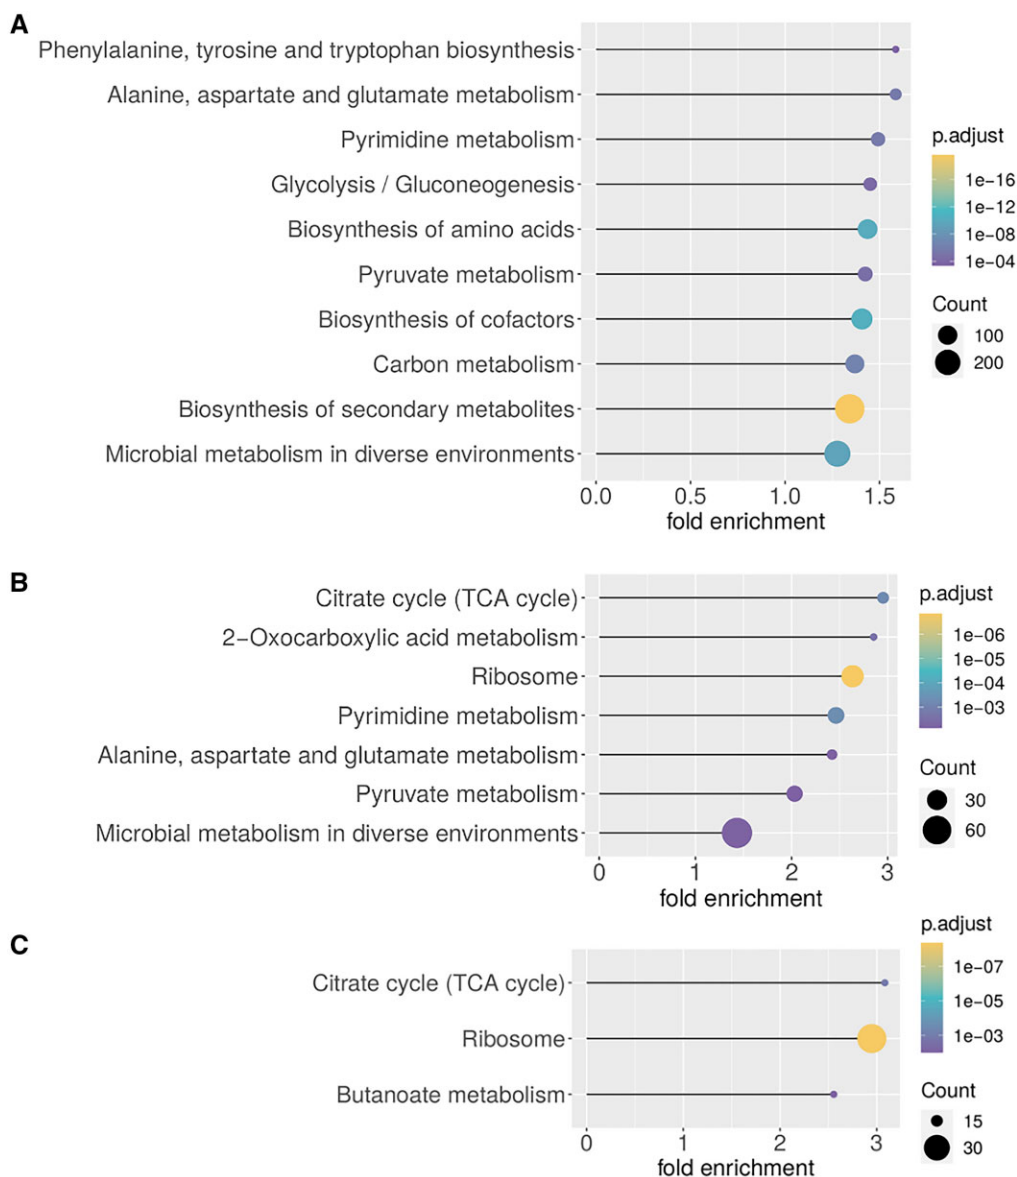 A
Phenylalanine, tyrosine and tryptophan biosynthesis
Alanine, aspartate and glutamate metabolism
Pyrimidine metabolism
Glycolysis / Gluconeogenesis
Biosynthesis of amino acids
Pyruvate metabolism
Biosynthesis of cofactors
Carbon metabolism
Biosynthesis of secondary metabolites
Microbial metabolism in diverse environments
0.0 0.5 1.0 1.5
fold enrichment
p.adjust
1e−16
1e−12
1e−08
1e−04
Count
100
200
B
Citrate cycle (TCA cycle)
2−Oxocarboxylic acid metabolism
Ribosome
Pyrimidine metabolism
Alanine, aspartate and glutamate metabolism
Pyruvate metabolism
Microbial metabolism in diverse environments
0 1 2 3
fold enrichment
p.adjust
1e−06
1e−05
1e−04
1e−03
Count
30
60
C
Citrate cycle (TCA cycle)
Ribosome
Butanoate metabolism
0 1 2 3
fold enrichment
p.adjust
1e−07
1e−05
1e−03
Count
15
30